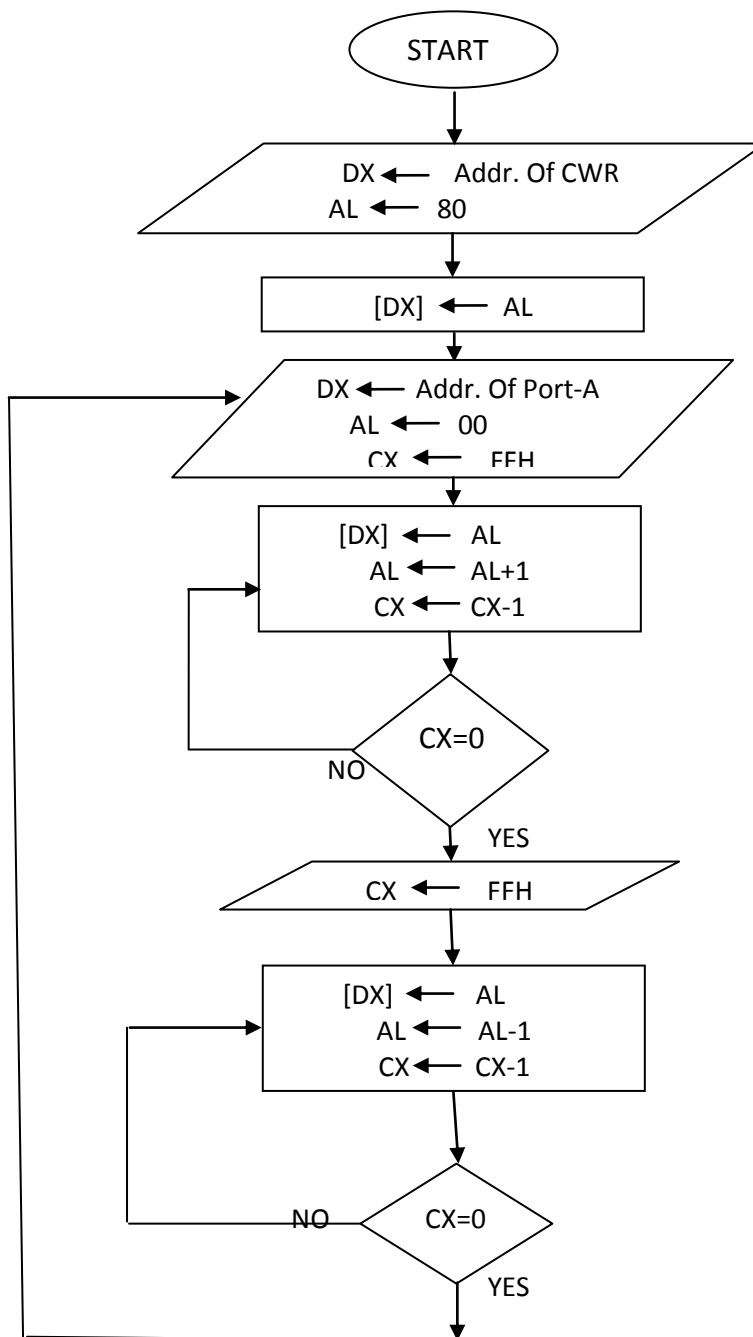 START
DX ← Addr. Of CWR
AL ← 80
[DX] ← AL
DX ← Addr. Of Port-A
AL ← 00
CX ← FFH
[DX] ← AL
AL ← AL+1
CX ← CX-1
CX=0
NO
YES
CX ← FFH
[DX] ← AL
AL ← AL-1
CX ← CX-1
NO
CX=0
YES